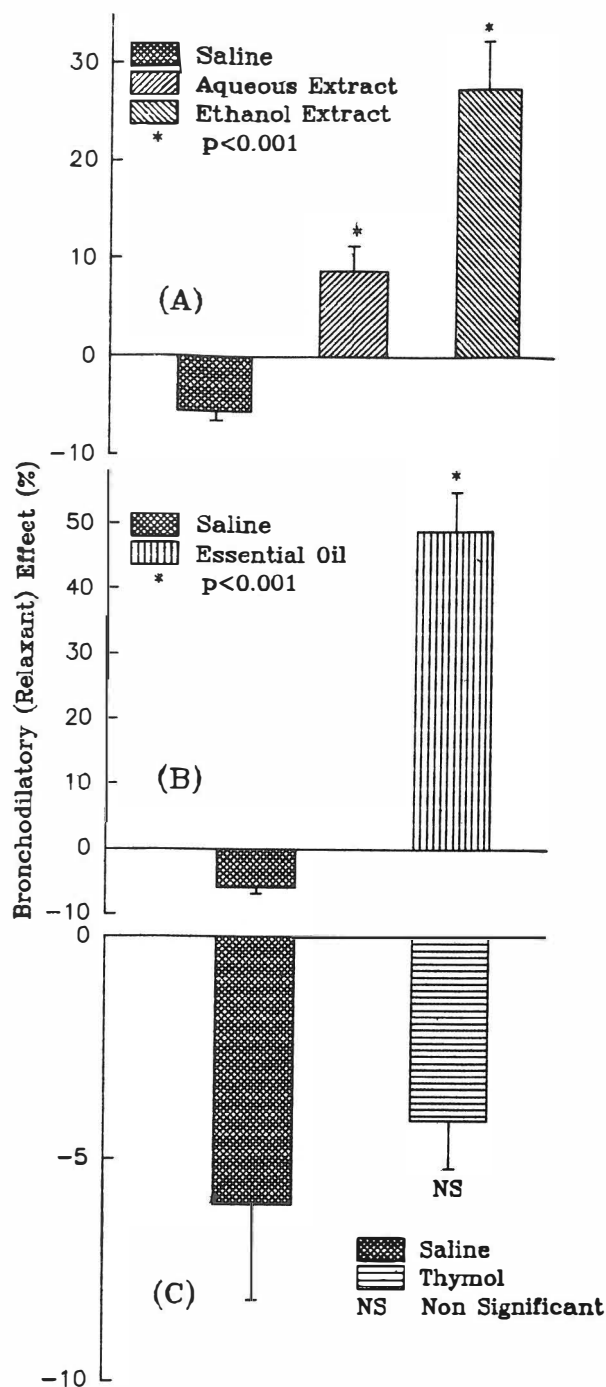 Bronchodilatory (Relaxant) Effect (%)
30
20
10
0
-10
Saline
Aqueous Extract
Ethanol Extract
* p<0.001
*
*
(A)
50
40
30
20
10
0
-10
Saline
Essential Oil
* p<0.001
*
(B)
0
-5
-10
NS
Saline
Thymol
NS Non Significant
(C)